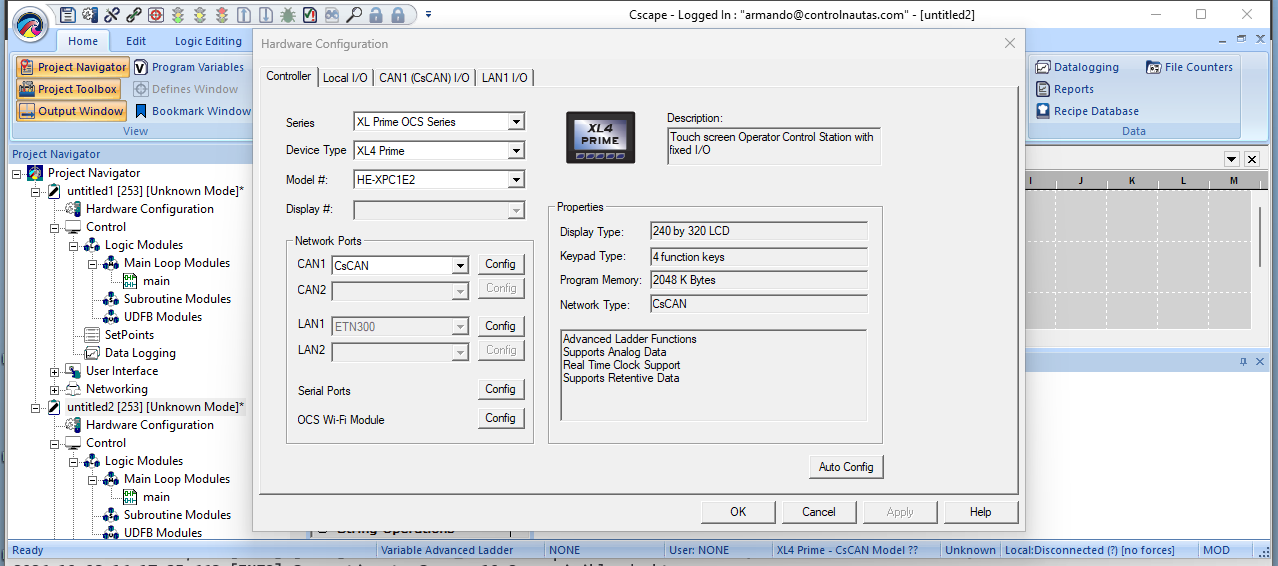 Cscape - Logged In : "armando@controlnautas.com" - [untitled2]
Home Edit Logic Editing
Project Navigator Program Variables
Project Toolbox Defines Window
Output Window Bookmark Window
View
Datalogging File Counters
Reports
Recipe Database
Data
Project Navigator
Project Navigator
untitled1 [253] [Unknown Mode]*
Hardware Configuration
Control
Logic Modules
Main Loop Modules
main
Subroutine Modules
UDFB Modules
SetPoints
Data Logging
User Interface
Networking
untitled2 [253] [Unknown Mode]*
Hardware Configuration
Control
Logic Modules
Main Loop Modules
main
Subroutine Modules
UDFB Modules
Hardware Configuration
Controller Local I/O CAN1 (CsCAN) I/O LAN1 I/O
Series XL Prime OCS Series
Device Type XL4 Prime
Model #: HE-XPC1E2
Display #:
XL4
PRIME
Description:
Touch screen Operator Control Station with
fixed I/O
Network Ports
CAN1 CsCAN Config
CAN2 Config
LAN1 ETN300 Config
LAN2 Config
Serial Ports Config
OCS Wi-Fi Module Config
Properties
Display Type: 240 by 320 LCD
Keypad Type: 4 function keys
Program Memory: 2048 K Bytes
Network Type: CsCAN
Advanced Ladder Functions
Supports Analog Data
Real Time Clock Support
Supports Retentive Data
Auto Config
OK Cancel Apply Help
I J K L M
Ready Variable Advanced Ladder NONE User: NONE XL4 Prime - CsCAN Model ?? Unknown Local:Disconnected (?) [no forces] MOD